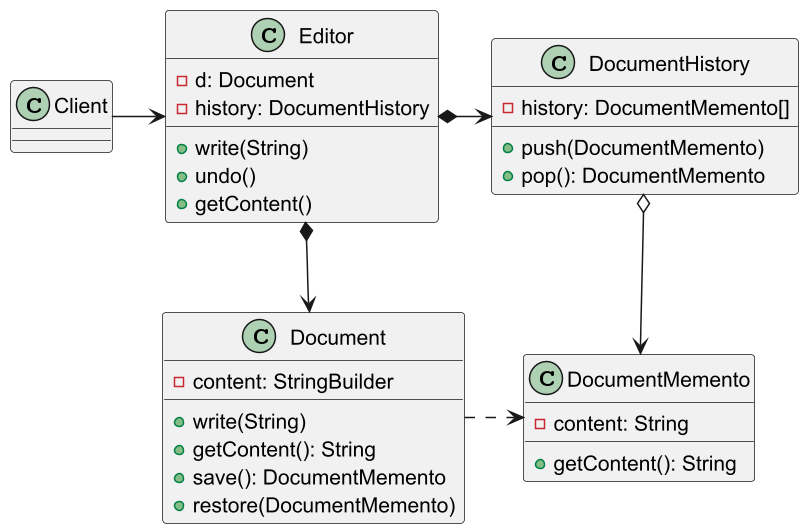 C Client
C Editor
d: Document
history: DocumentHistory
write(String)
undo()
getContent()
C DocumentHistory
history: DocumentMemento[]
push(DocumentMemento)
pop(): DocumentMemento
C Document
content: StringBuilder
write(String)
getContent(): String
save(): DocumentMemento
restore(DocumentMemento)
C DocumentMemento
content: String
getContent(): String